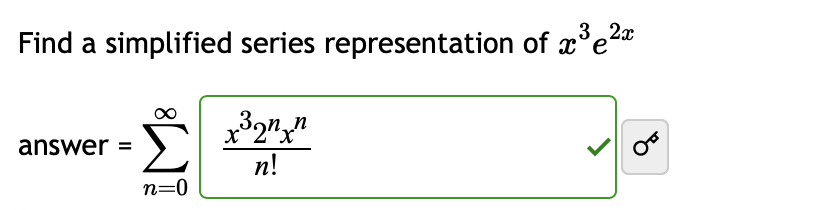 Find a simplified series representation of x³e²ˣ
answer = ∞∑n=0 x³2ⁿxⁿ/n!